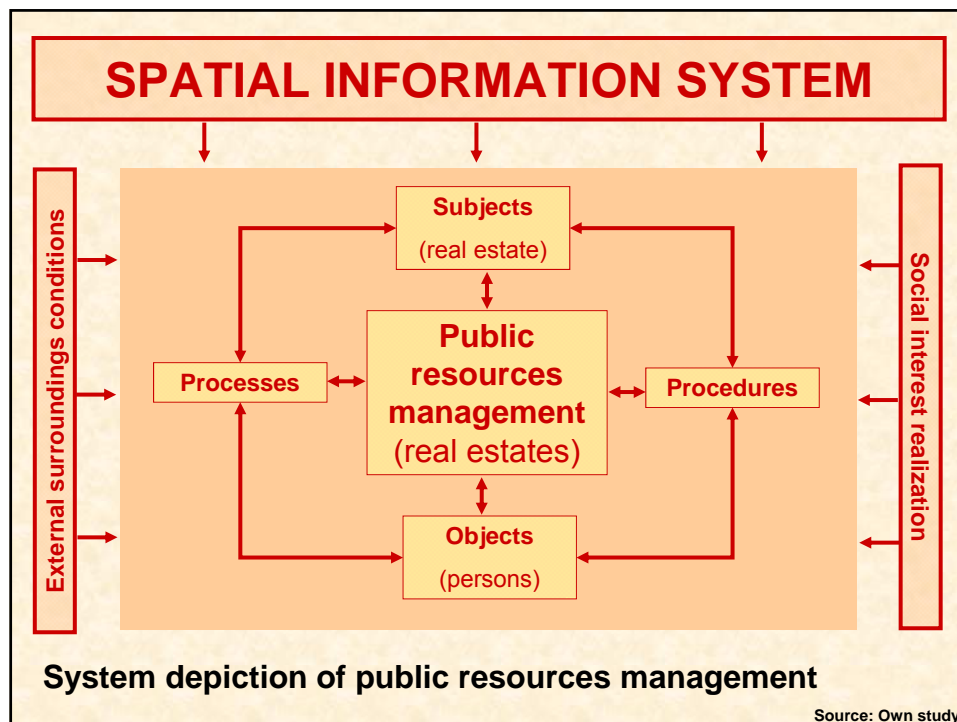 SPATIAL INFORMATION SYSTEM
External surroundings conditions
Subjects
(real estate)
Processes
Public
resources
management
(real estates)
Procedures
Objects
(persons)
Social interest realization
System depiction of public resources management
Source: Own study